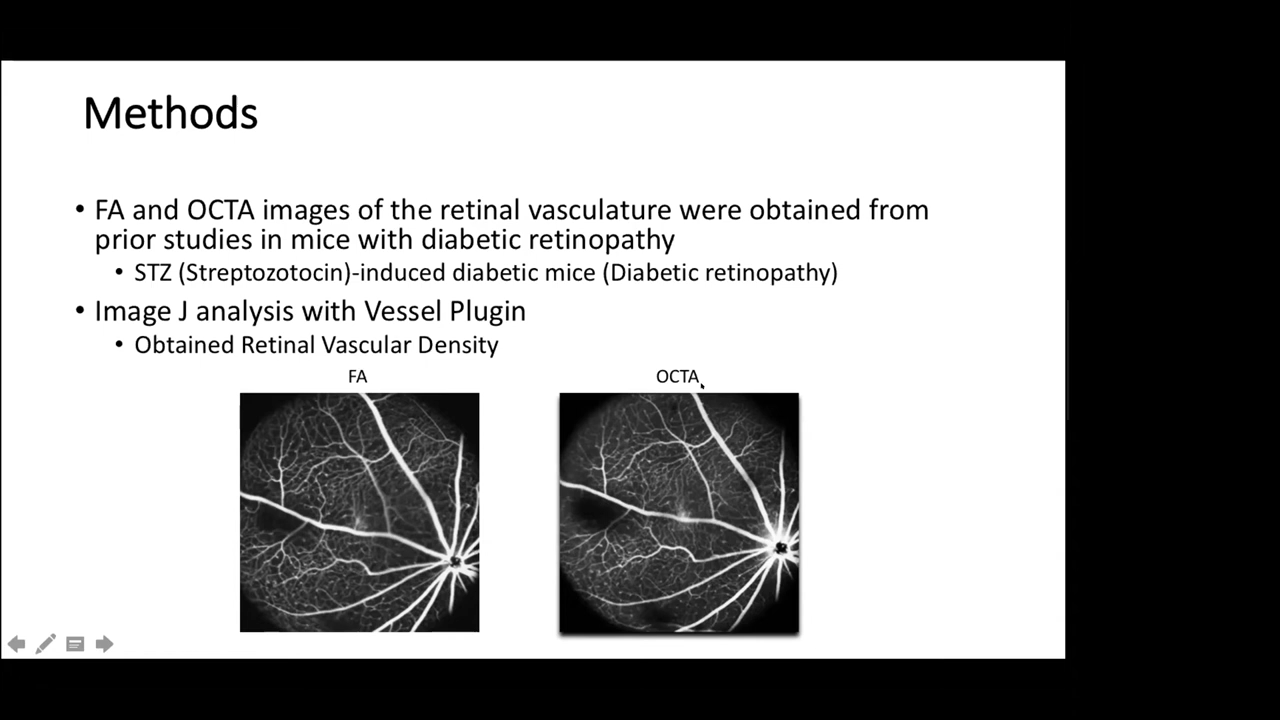 Methods
• FA and OCTA images of the retinal vasculature were obtained from
prior studies in mice with diabetic retinopathy
• STZ (Streptozotocin)-induced diabetic mice (Diabetic retinopathy)
• Image J analysis with Vessel Plugin
• Obtained Retinal Vascular Density
FA
OCTA